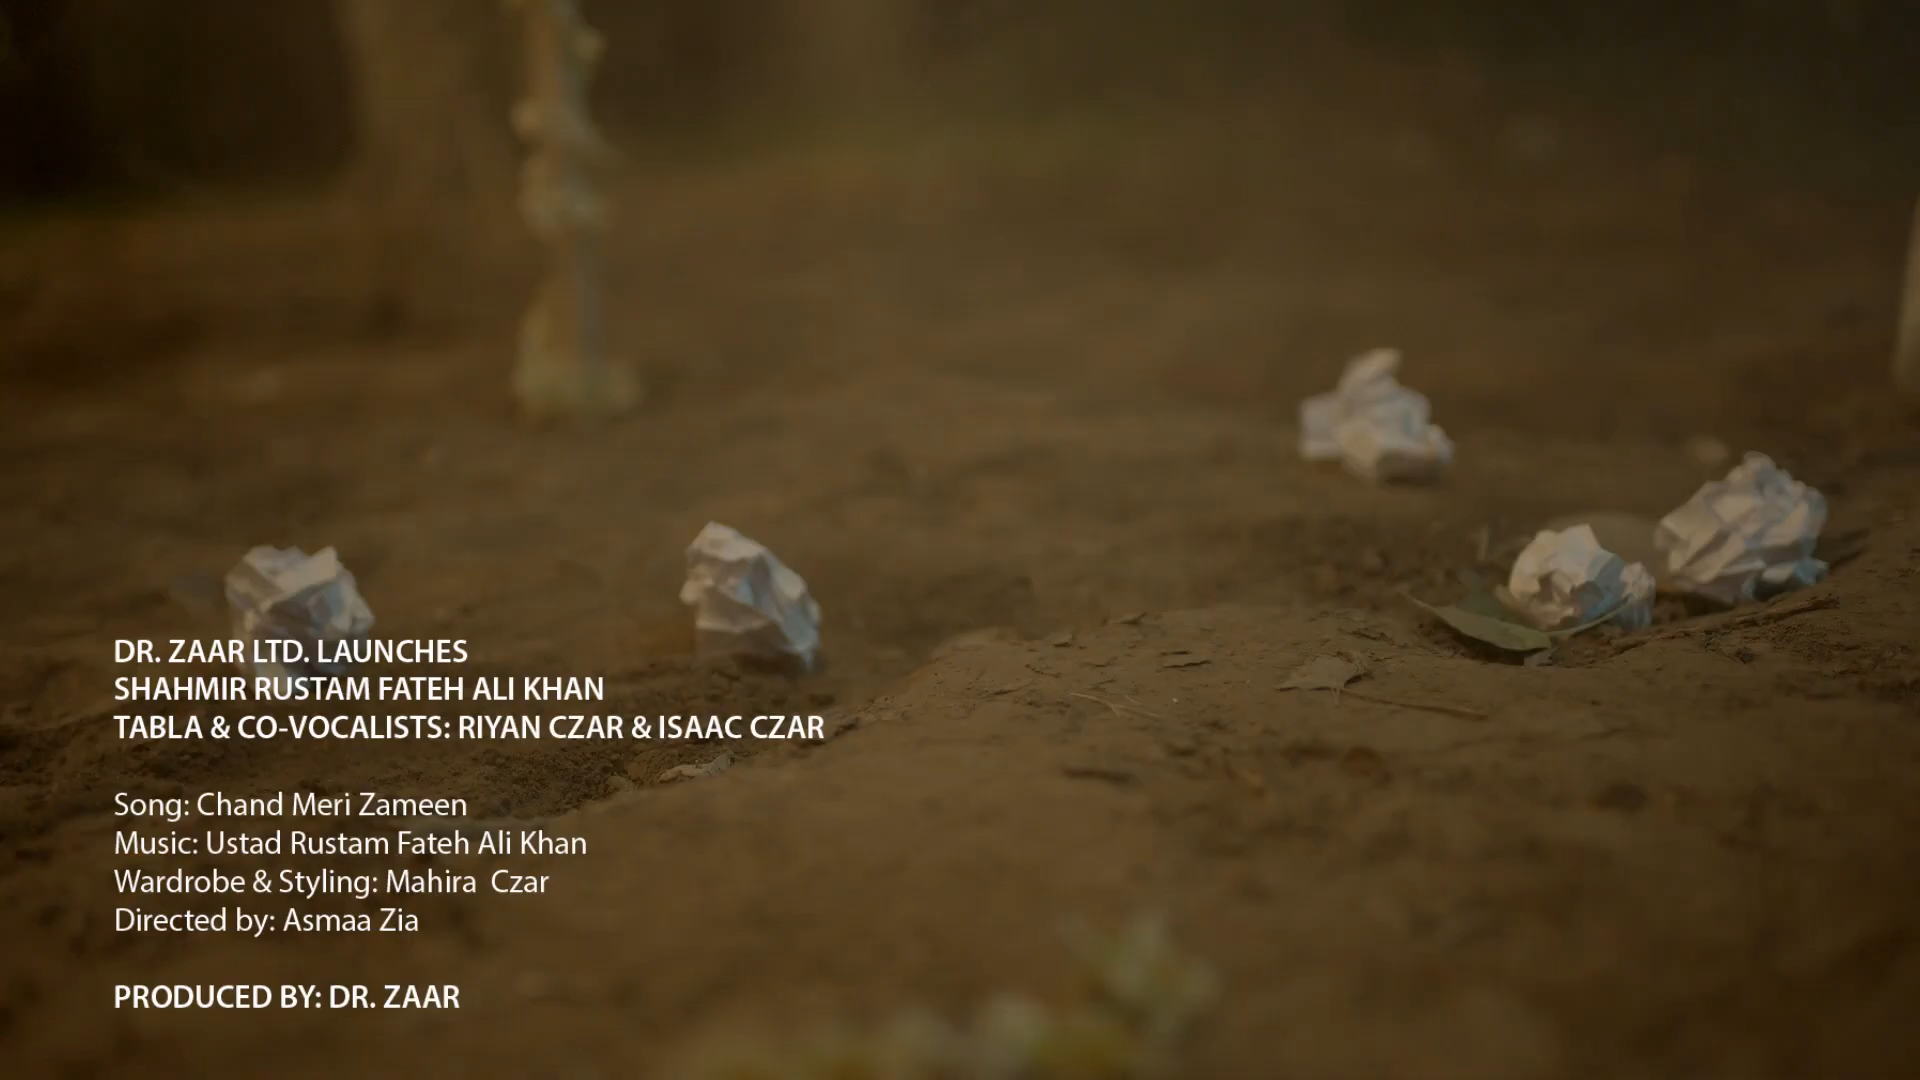 DR. ZAAR LTD. LAUNCHES
SHAHMIR RUSTAM FATEH ALI KHAN
TABLA & CO-VOCALISTS: RIYAN CZAR & ISAAC CZAR
Song: Chand Meri Zameen
Music: Ustad Rustam Fateh Ali Khan
Wardrobe & Styling: Mahira  Czar
Directed by: Asmaa Zia
PRODUCED BY: DR. ZAAR